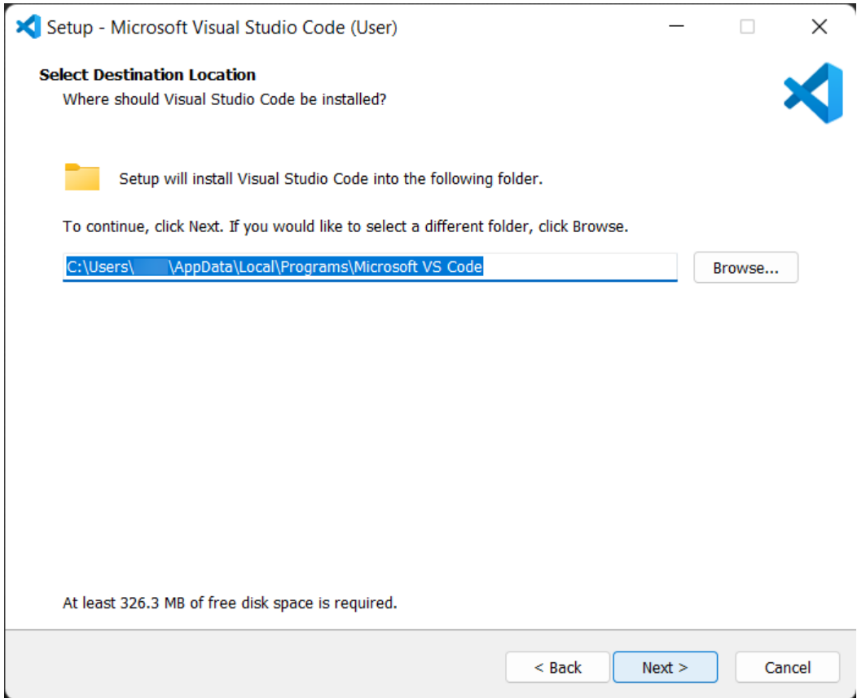 Setup - Microsoft Visual Studio Code (User)
Select Destination Location
Where should Visual Studio Code be installed?
Setup will install Visual Studio Code into the following folder.
To continue, click Next. If you would like to select a different folder, click Browse.
C:\Users\ \AppData\Local\Programs\Microsoft VS Code
Browse...
At least 326.3 MB of free disk space is required.
< Back
Next >
Cancel